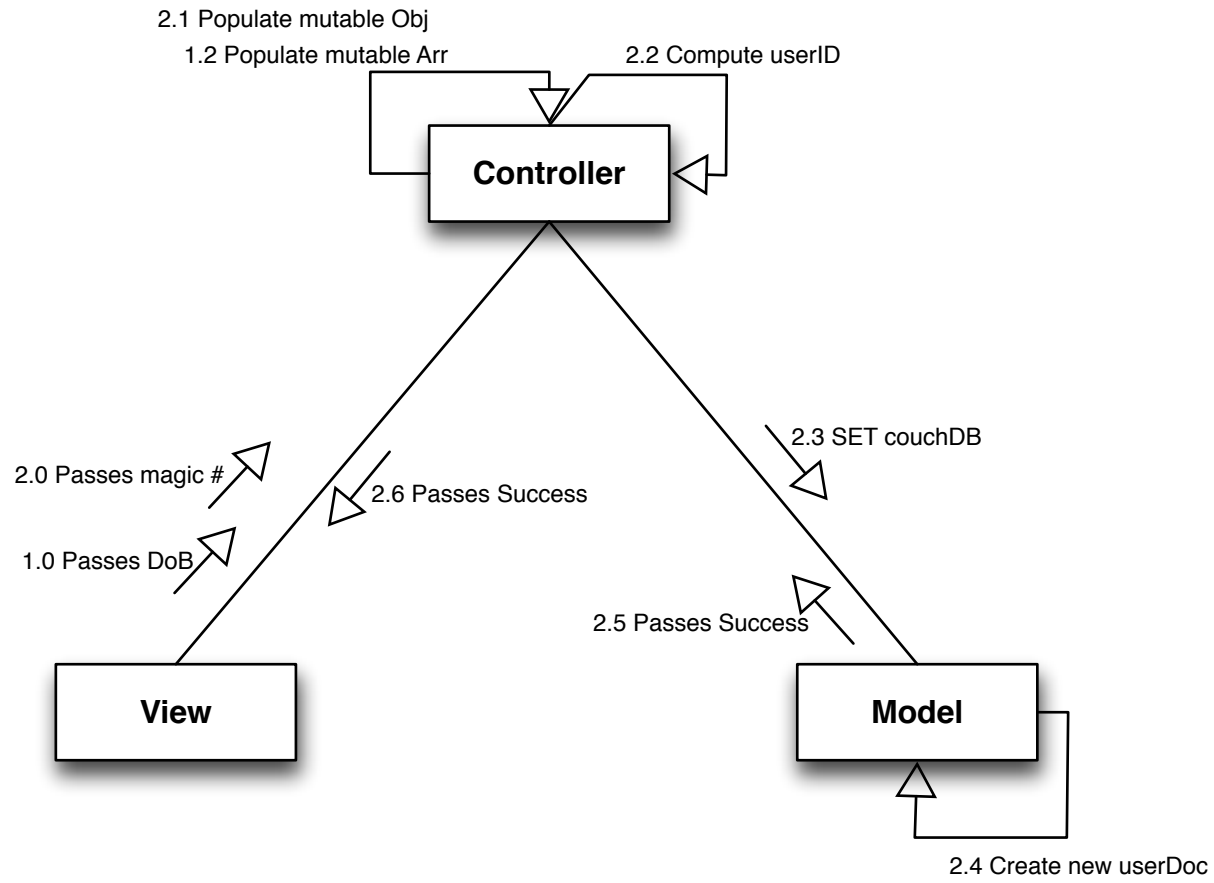 2.1 Populate mutable Obj
1.2 Populate mutable Arr
2.2 Compute userID
Controller
2.3 SET couchDB
2.0 Passes magic #
2.6 Passes Success
1.0 Passes DoB
2.5 Passes Success
View
Model
2.4 Create new userDoc